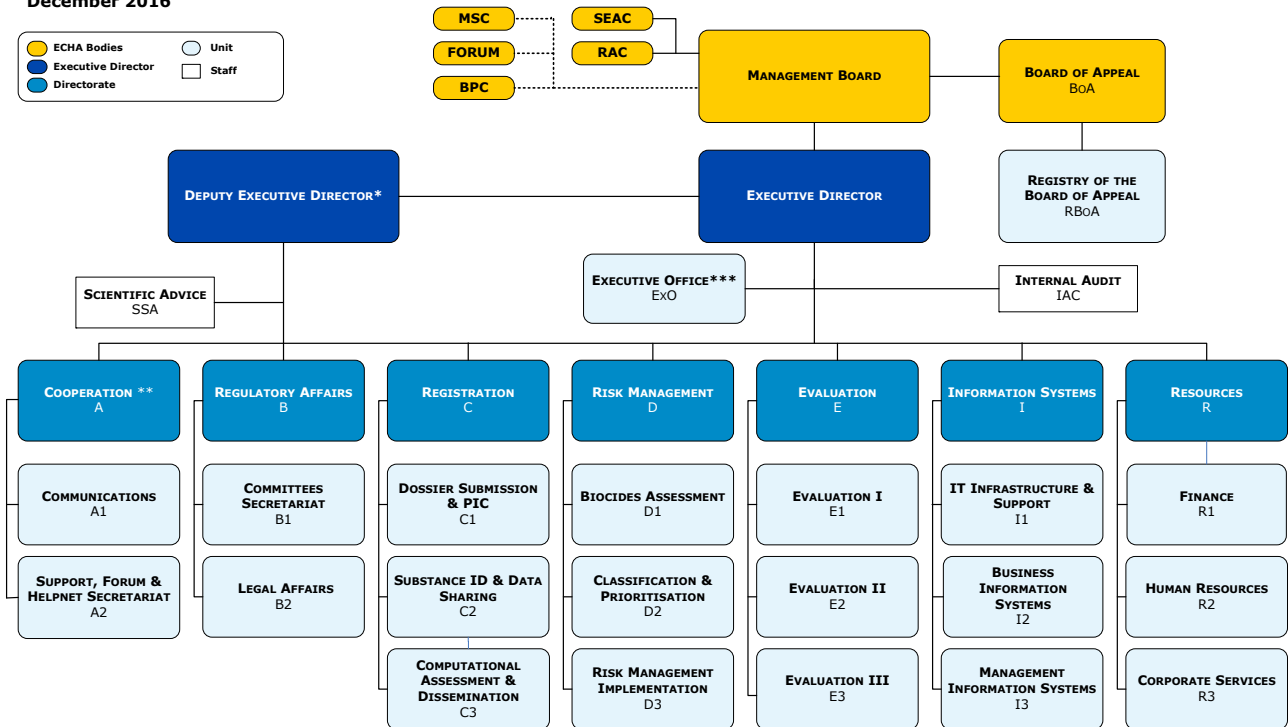 December 2016
ECHA Bodies
Unit
Executive Director
Staff
Directorate
MSC
SEAC
FORUM
RAC
BPC
MANAGEMENT BOARD
BOARD OF APPEAL
BOA
DEPUTY EXECUTIVE DIRECTOR*
EXECUTIVE DIRECTOR
REGISTRY OF THE
BOARD OF APPEAL
RBOA
SCIENTIFIC ADVICE
SSA
EXECUTIVE OFFICE***
EXO
INTERNAL AUDIT
IAC
COOPERATION **
A
REGULATORY AFFAIRS
B
REGISTRATION
C
RISK MANAGEMENT
D
EVALUATION
E
INFORMATION SYSTEMS
I
RESOURCES
R
COMMUNICATIONS
A1
COMMITTEES
SECRETARIAT
B1
DOSSIER SUBMISSION
& PIC
C1
BIOCIDES ASSESSMENT
D1
EVALUATION I
E1
IT INFRASTRUCTURE &
SUPPORT
I1
FINANCE
R1
SUPPORT, FORUM &
HELPNET SECRETARIAT
A2
LEGAL AFFAIRS
B2
SUBSTANCE ID & DATA
SHARING
C2
CLASSIFICATION &
PRIORITISATION
D2
EVALUATION II
E2
BUSINESS
INFORMATION
SYSTEMS
I2
HUMAN RESOURCES
R2
COMPUTATIONAL
ASSESSMENT &
DISSEMINATION
C3
RISK MANAGEMENT
IMPLEMENTATION
D3
EVALUATION III
E3
MANAGEMENT
INFORMATION SYSTEMS
I3
CORPORATE SERVICES
R3